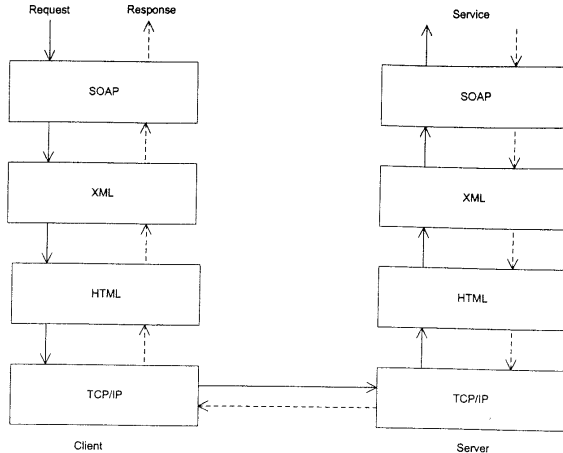 Request Response Service
SOAP SOAP
XML XML
HTML HTML
TCP/IP TCP/IP
Client Server